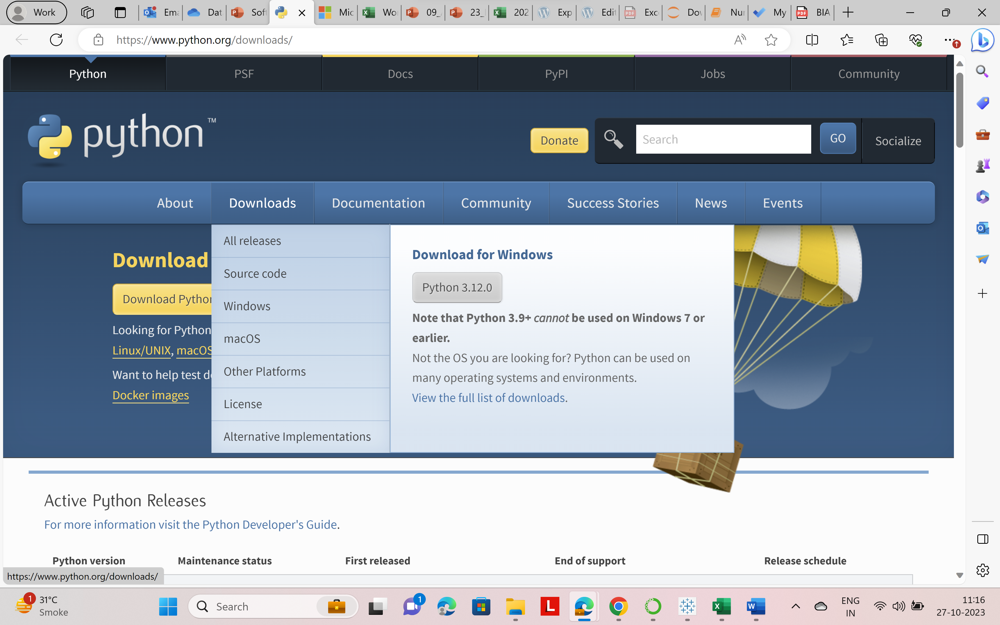 Work
Ema
Dat
Sof
Mic
Wo
09_
23_
202
Exp
Edit
Exc
Do
Nu
My
BIA
https://www.python.org/downloads/
Python
PSF
Docs
PyPI
Jobs
Community
python™
Donate
Search
GO
Socialize
About
Downloads
Documentation
Community
Success Stories
News
Events
All releases
Source code
Windows
macOS
Other Platforms
License
Alternative Implementations
Download for Windows
Python 3.12.0
Note that Python 3.9+ cannot be used on Windows 7 or
earlier.
Not the OS you are looking for? Python can be used on
many operating systems and environments.
View the full list of downloads.
Download
Download Python
Looking for Python
Linux/UNIX, macOS
Want to help test d
Docker images
Active Python Releases
For more information visit the Python Developer's Guide.
Python version
Maintenance status
First released
End of support
Release schedule
https://www.python.org/downloads/
1
31°C
Smoke
Search
1
ENG
IN
11:16
27-10-2023